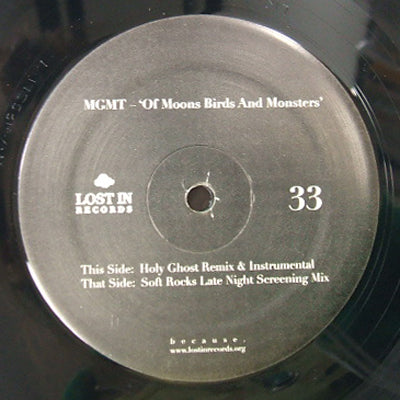 MGMT – 'Of Moons Birds And Monsters'
LOST IN
RECORDS
33
This Side: Holy Ghost Remix & Instrumental
That Side: Soft Rocks Late Night Screening Mix
because.
www.lostinrecords.org